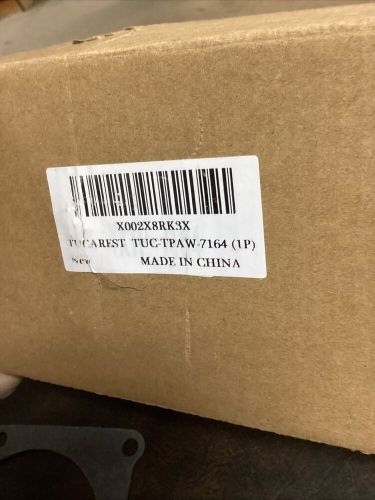 X002X8RK3X
TUCAREST TUC-TPAW-7164 (1P)
New MADE IN CHINA